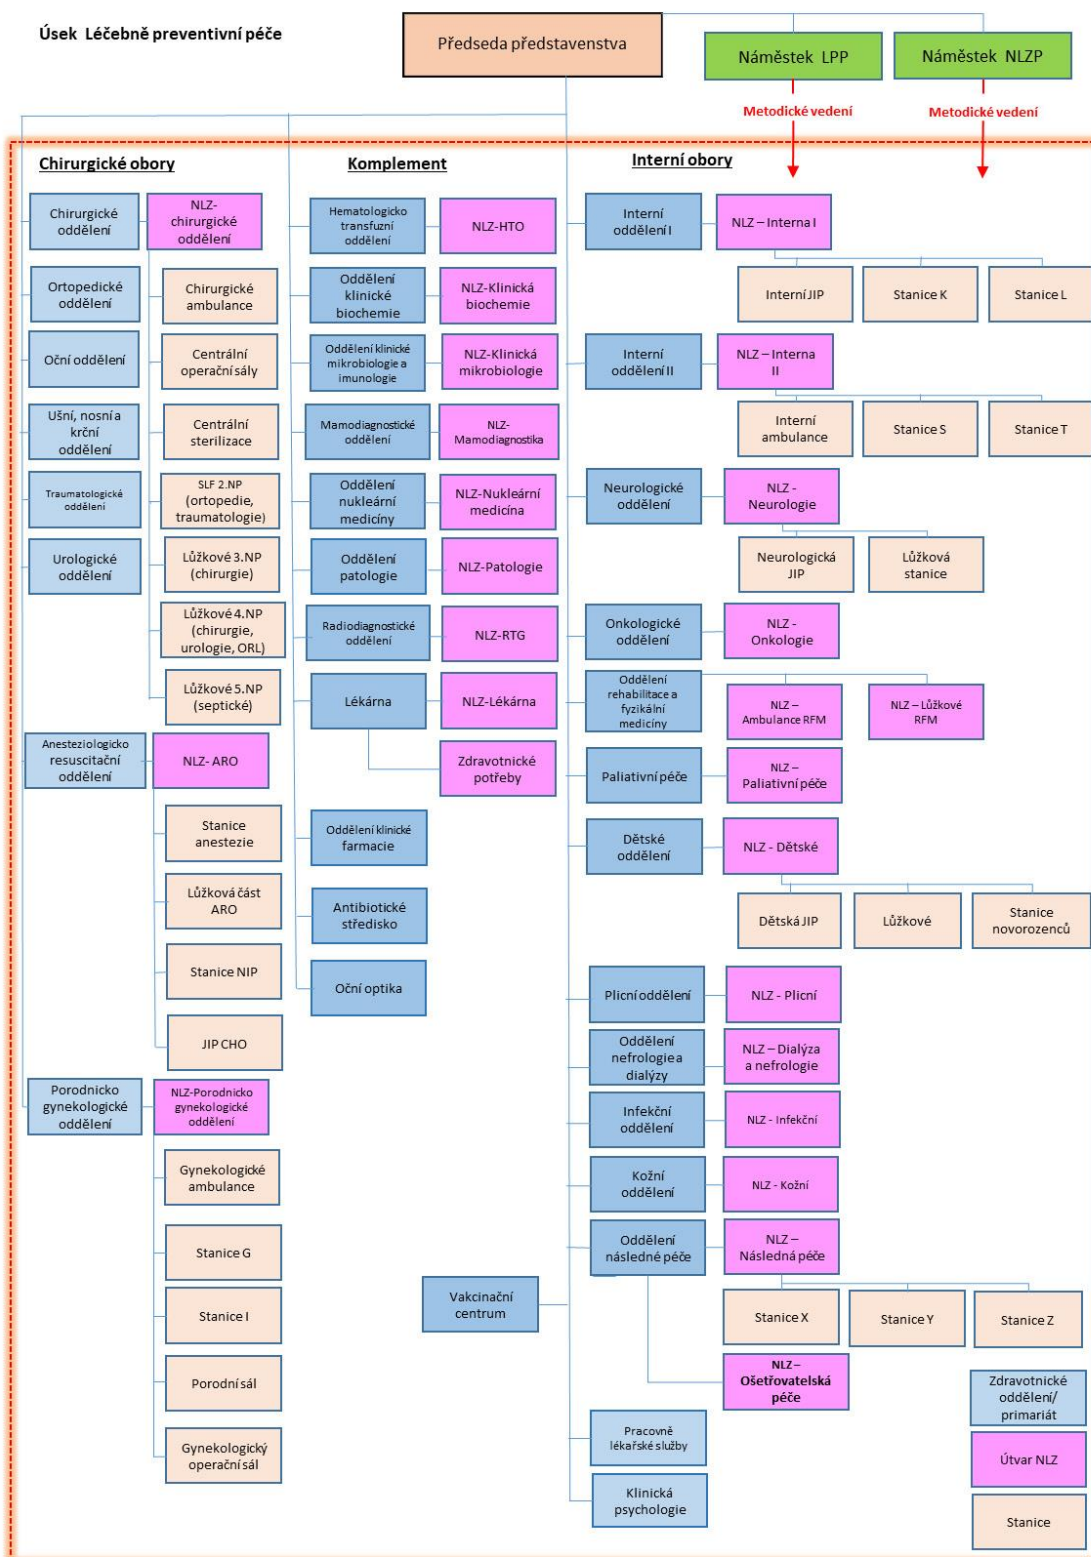 Úsek Léčebně preventivní péče
Předseda představenstva
Náměstek LPP
Náměstek NLZP
Metodické vedení
Metodické vedení
Chirurgické obory
Chirurgické
oddělení
NLZ-
chirurgické
oddělení
Ortopedické
oddělení
Chirurgické
ambulance
Oční oddělení
Centrální
operační sály
Ušní, nosní a
krční
oddělení
Centrální
sterilizace
Traumatologické
oddělení
SLF 2.NP
(ortopedie,
traumatologie)
Urologické
oddělení
Lůžkové 3.NP
(chirurgie)
Lůžkové 4.NP
(chirurgie,
urologie, ORL)
Lůžkové 5.NP
(septické)
Anesteziologicko
resuscitační
oddělení
NLZ- ARO
Stanice
anestezie
Lůžková část
ARO
Stanice NIP
JIP CHO
Porodnicko
gynekologické
oddělení
NLZ-Porodnicko
gynekologické
oddělení
Gynekologické
ambulance
Stanice G
Stanice I
Porodní sál
Gynekologický
operační sál
Komplement
Hematologicko
transfuzní
oddělení
NLZ-HTO
Oddělení
klinické
biochemie
NLZ-Klinická
biochemie
Oddělení klinické
mikrobiologie a
imunologie
NLZ-Klinická
mikrobiologie
Mamodiagnostické
oddělení
NLZ-
Mamodiagnostika
Oddělení
nukleární
medicíny
NLZ-Nukleární
medicína
Oddělení
patologie
NLZ-Patologie
Radiodiagnostické
oddělení
NLZ-RTG
Lékárna
NLZ-Lékárna
Zdravotnické
potřeby
Oddělení klinické
farmacie
Antibiotické
středisko
Oční optika
Vakcinační
centrum
Interní obory
Interní
oddělení I
NLZ – Interna I
Interní JIP
Stanice K
Stanice L
Interní
oddělení II
NLZ – Interna
II
Interní
ambulance
Stanice S
Stanice T
Neurologické
oddělení
NLZ -
Neurologie
Neurologická
JIP
Lůžková
stanice
Onkologické
oddělení
NLZ -
Onkologie
Oddělení
rehabilitace a
fyzikální
medicíny
NLZ –
Ambulance RFM
NLZ – Lůžkové
RFM
Paliativní péče
NLZ –
Paliativní péče
Dětské
oddělení
NLZ - Dětské
Dětská JIP
Lůžkové
Stanice
novorozenců
Plicní oddělení
NLZ - Plicní
Oddělení
nefrologie a
dialýzy
NLZ – Dialýza
a nefrologie
Infekční
oddělení
NLZ - Infekční
Kožní
oddělení
NLZ - Kožní
Oddělení
následné péče
NLZ –
Následná péče
Stanice X
Stanice Y
Stanice Z
NLZ –
Ošetřovatelská
péče
Pracovně
lékařské služby
Klinická
psychologie
Zdravotnické
oddělení/
primariát
Útvar NLZ
Stanice